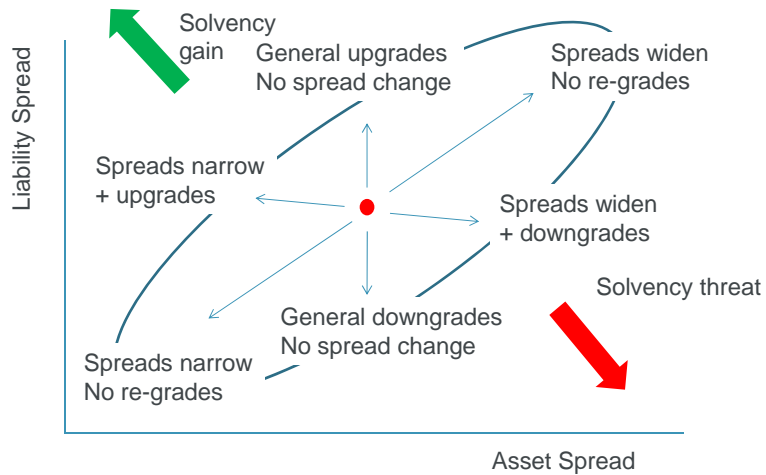 Solvency
gain
General upgrades
No spread change
Spreads widen
No re-grades
Liability Spread
Spreads narrow
+ upgrades
Spreads widen
+ downgrades
Solvency threat
General downgrades
No spread change
Spreads narrow
No re-grades
Asset Spread